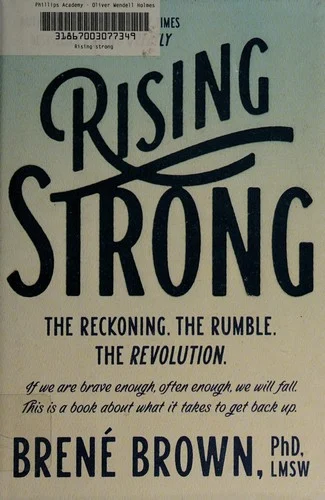 Phillips Academy - Oliver Wendell Holmes
31867003077349
Rising strong
IMES
LY
RISING
STRONG
THE RECKONING. THE RUMBLE.
THE REVOLUTION.
If we are brave enough, often enough, we will fall.
This is a book about what it takes to get back up.
BRENÉ BROWN, PhD,
LMSW